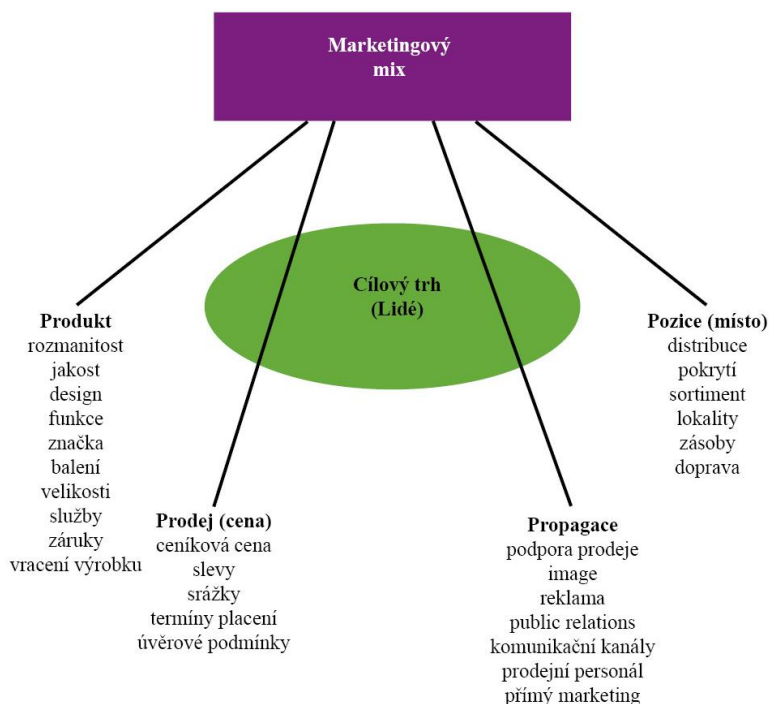 Marketingový
mix
Cílový trh
(Lidé)
Produkt
rozmanitost
jakost
design
funkce
značka
balení
velikosti
služby
záruky
vracení výrobku
Prodej (cena)
ceníková cena
slevy
srážky
termíny placení
úvěrové podmínky
Propagace
podpora prodeje
image
reklama
public relations
komunikační kanály
prodejní personál
přímý marketing
Pozice (místo)
distribuce
pokrytí
sortiment
lokality
zásoby
doprava